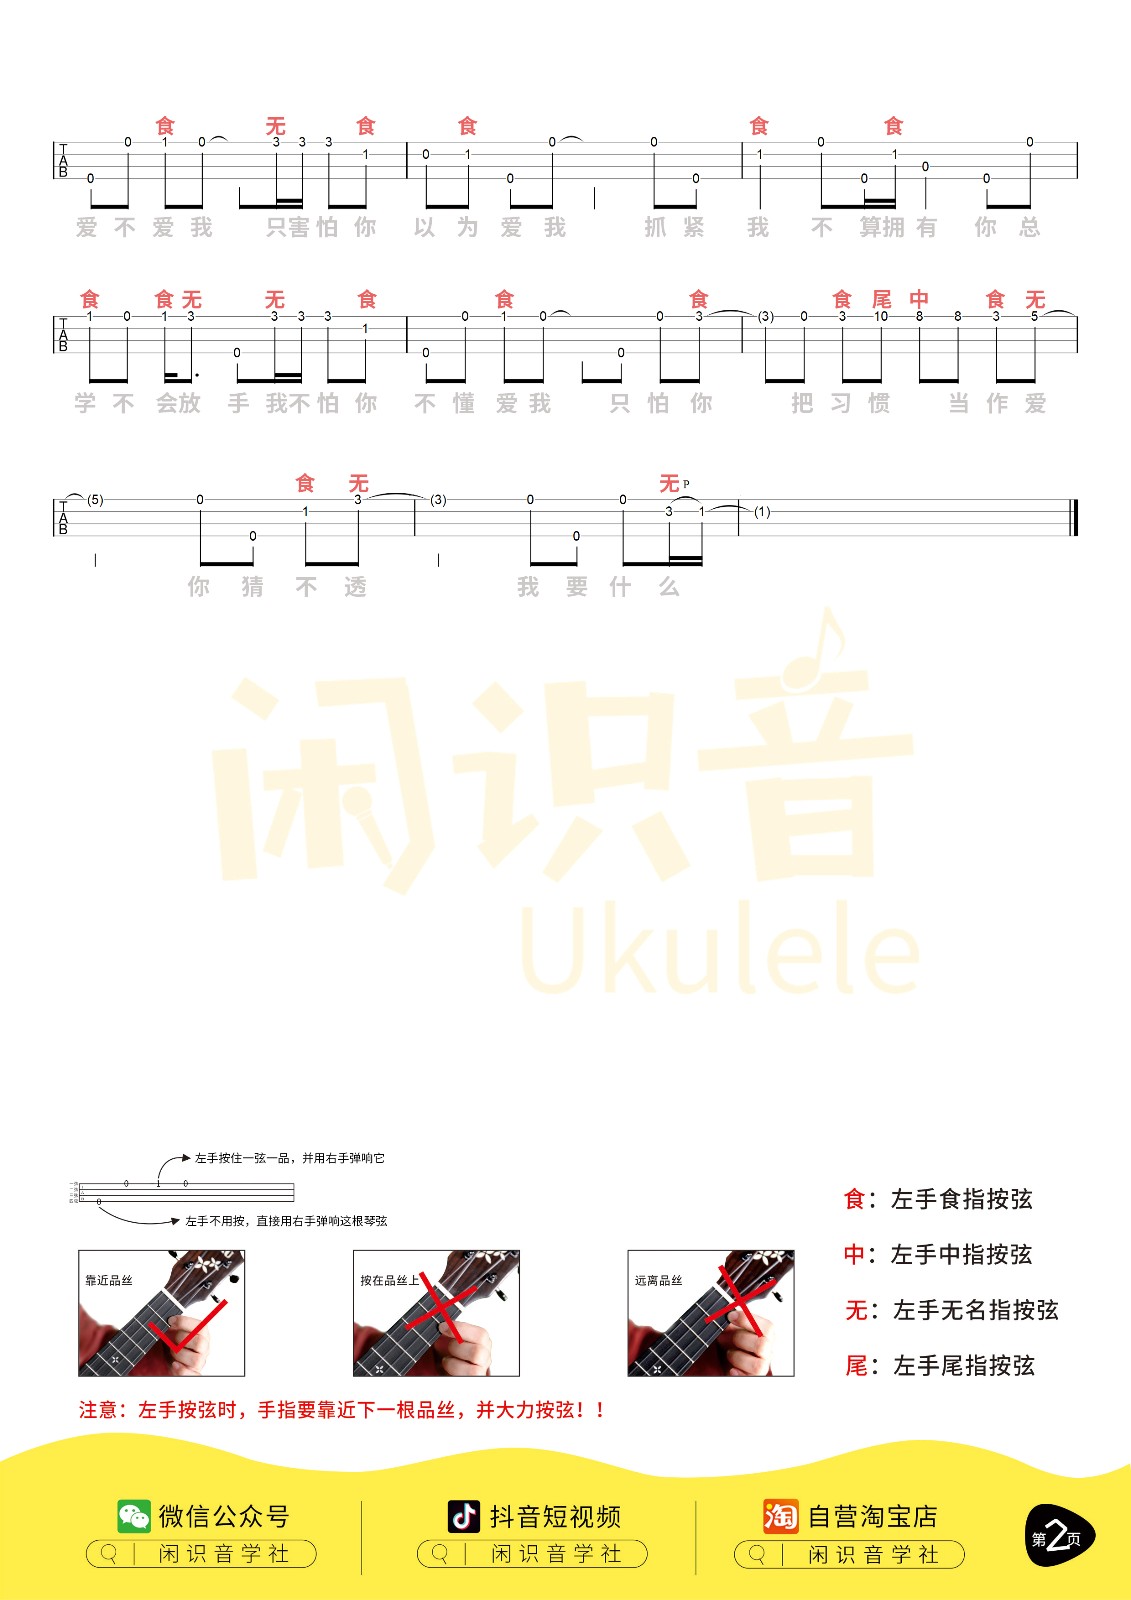 食 无 食 食 食 食
T A B 0 0 1 0 3 3 3 1 0 1 0 0 0 0 1 0 0 1 0 0 0
爱 不 爱 我 只 害 怕 你 以 为 爱 我 抓 紧 我 不 算 拥 有 你 总
食 食 无 无 食 食 食 食 尾 中 食 无
T A B 1 0 1 3 0 3 3 3 1 0 0 1 0 0 0 3 (3) 0 3 10 8 8 3 5
学 不 会 放 手 我 不 怕 你 不 懂 爱 我 只 怕 你 把 习 惯 当 作 爱
食 无 无 P
T A B (5) 0 0 1 3 (3) 0 0 0 3 1 (1)
你 猜 不 透 我 要 什 么
闲识音
Ukulele
左手按住一弦一品，并用右手弹响它
0 1 0
0
左手不用按，直接用右手弹响这根琴弦
靠近品丝
按在品丝上
远离品丝
食：左手食指按弦
中：左手中指按弦
无：左手无名指按弦
尾：左手尾指按弦
注意：左手按弦时，手指要靠近下一根品丝，并大力按弦！！
微信公众号
闲识音学社
抖音短视频
闲识音学社
淘 自营淘宝店
闲识音学社
第2页